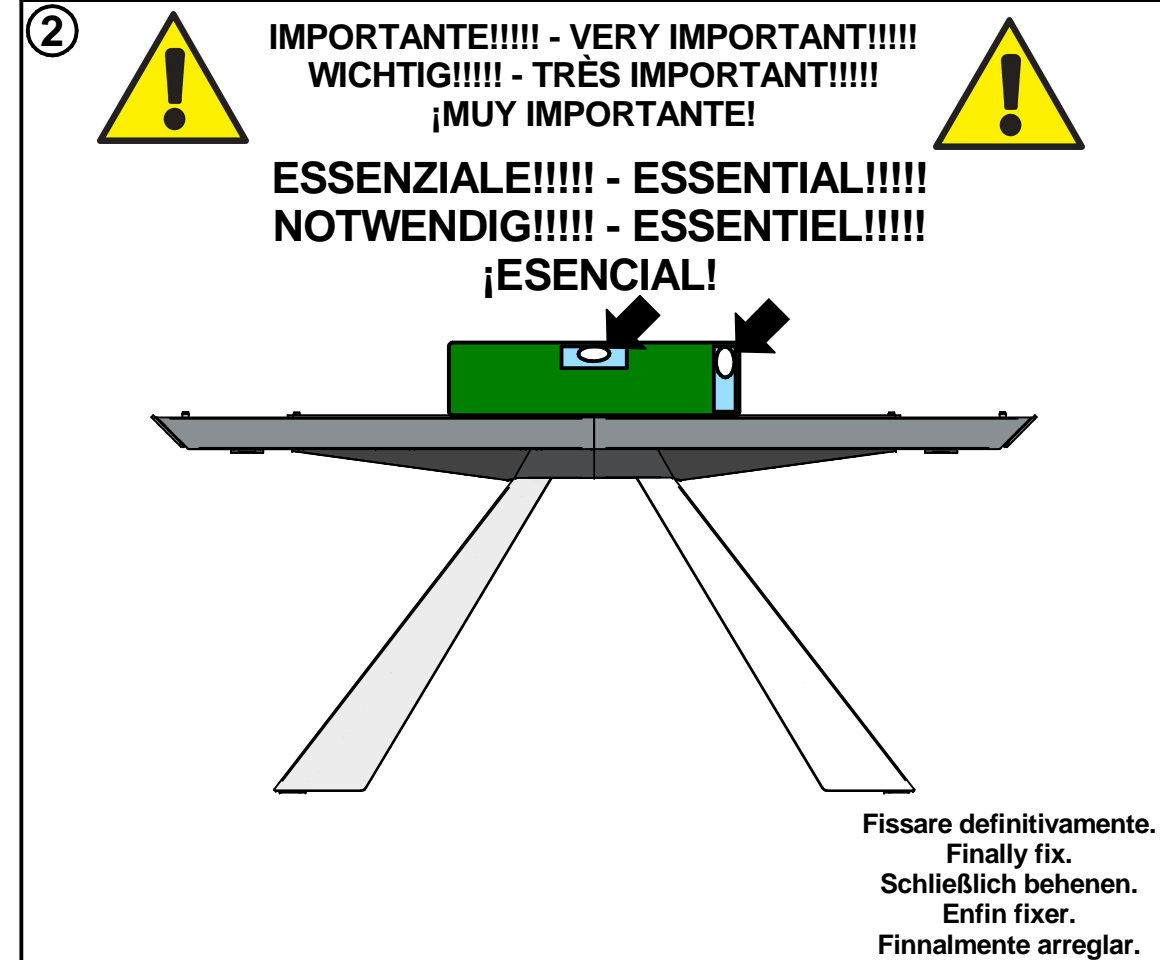 2
IMPORTANTE!!!!! - VERY IMPORTANT!!!!!
WICHTIG!!!!! - TRÈS IMPORTANT!!!!!
¡MUY IMPORTANTE!
ESSENZIALE!!!!! - ESSENTIAL!!!!!
NOTWENDIG!!!!! - ESSENTIEL!!!!!
¡ESENCIAL!
Fissare definitivamente.
Finally fix.
Schließlich behenen.
Enfin fixer.
Finnalmente arreglar.